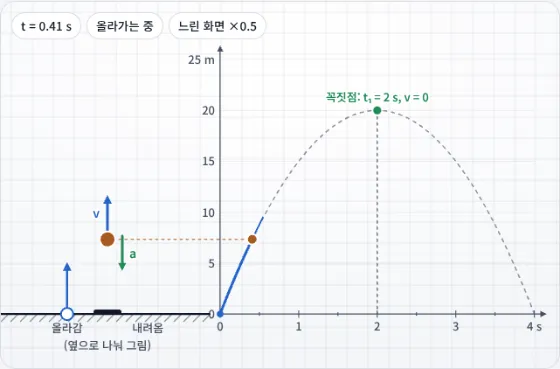 t = 0.41 s
올라가는 중
느린 화면 ×0.5
25 m
꼭짓점: t₁ = 2 s, v = 0
20
15
10
v
a
5
0
0
1
2
3
4 s
올라감
내려옴
(옆으로 나눠 그림)